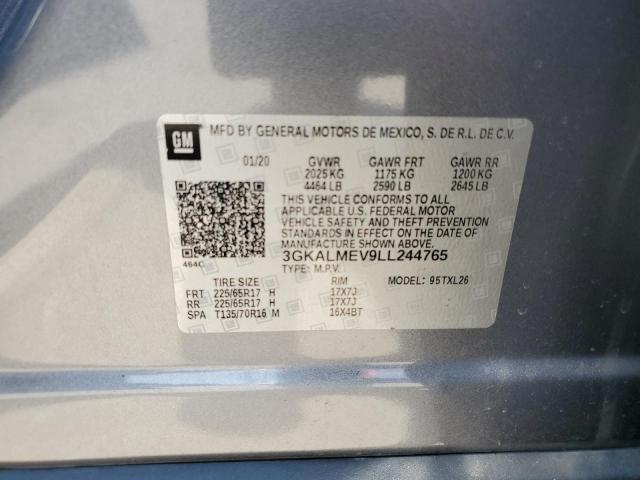 GM
MFD BY GENERAL MOTORS DE MEXICO, S. DE R.L. DE C.V.
01/20 GVWR GAWR FRT GAWR RR
2025 KG 1175 KG 1200 KG
4464 LB 2590 LB 2645 LB
THIS VEHICLE CONFORMS TO ALL
APPLICABLE U.S. FEDERAL MOTOR
VEHICLE SAFETY AND THEFT PREVENTION
STANDARDS IN EFFECT ON THE DATE OF
MANUFACTURE SHOWN ABOVE.
464C
3GKALMEV9LL244765
TYPE: M.P.V. MODEL: 95TXL26
TIRE SIZE RIM
FRT 225/65R17 H 17X7J
RR 225/65R17 H 17X7J
SPA T135/70R16 M 16X4BT